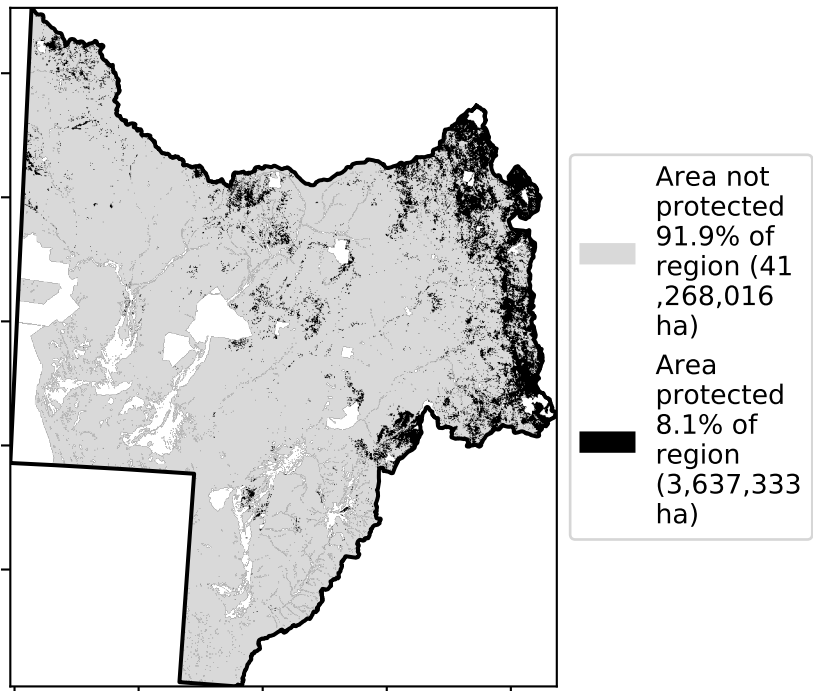 Area not
protected
91.9% of
region (41
,268,016
ha)
Area
protected
8.1% of
region
(3,637,333
ha)